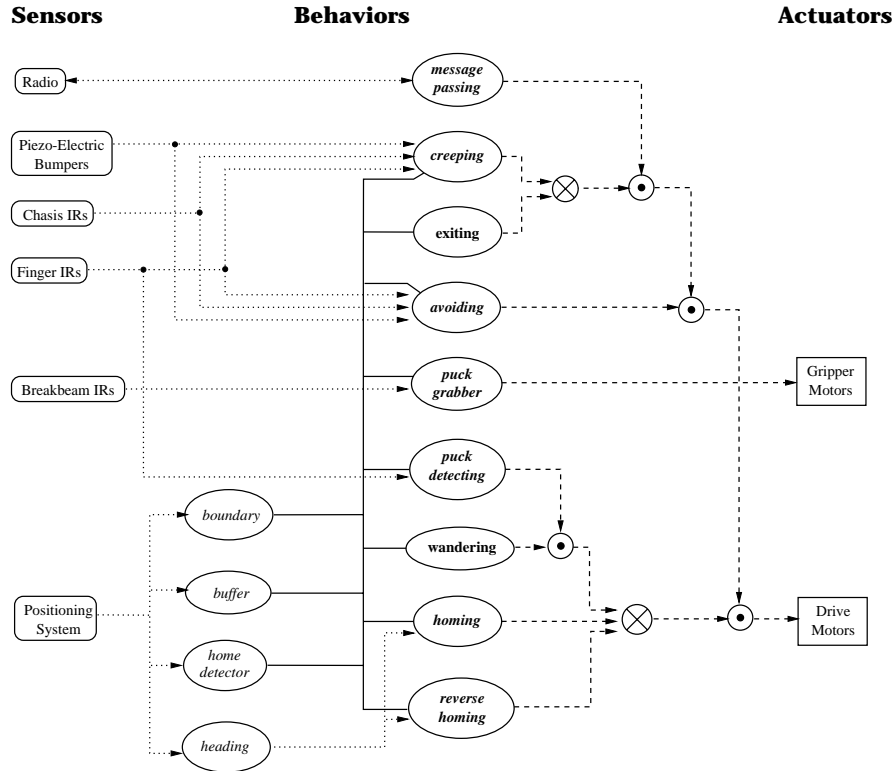 Sensors
Behaviors
Actuators
Radio
message
passing
Piezo-Electric
Bumpers
creeping
Chasis IRs
exiting
Finger IRs
avoiding
Breakbeam IRs
puck
grabber
Gripper
Motors
puck
detecting
boundary
wandering
buffer
Positioning
System
homing
Drive
Motors
home
detector
reverse
homing
heading